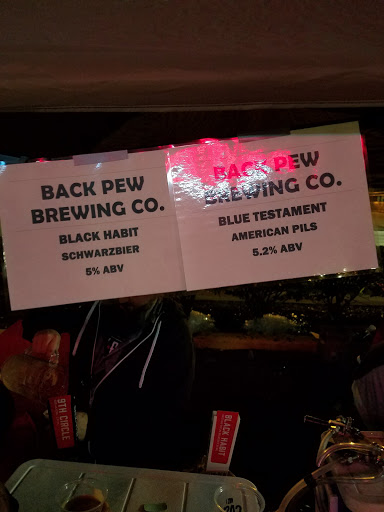 BACK PEW
BREWING CO.
BLACK HABIT
SCHWARZBIER
5% ABV
BACK PEW
BREWING CO.
BLUE TESTAMENT
AMERICAN PILS
5.2% ABV
9TH CIRCLE
BLACK HABIT